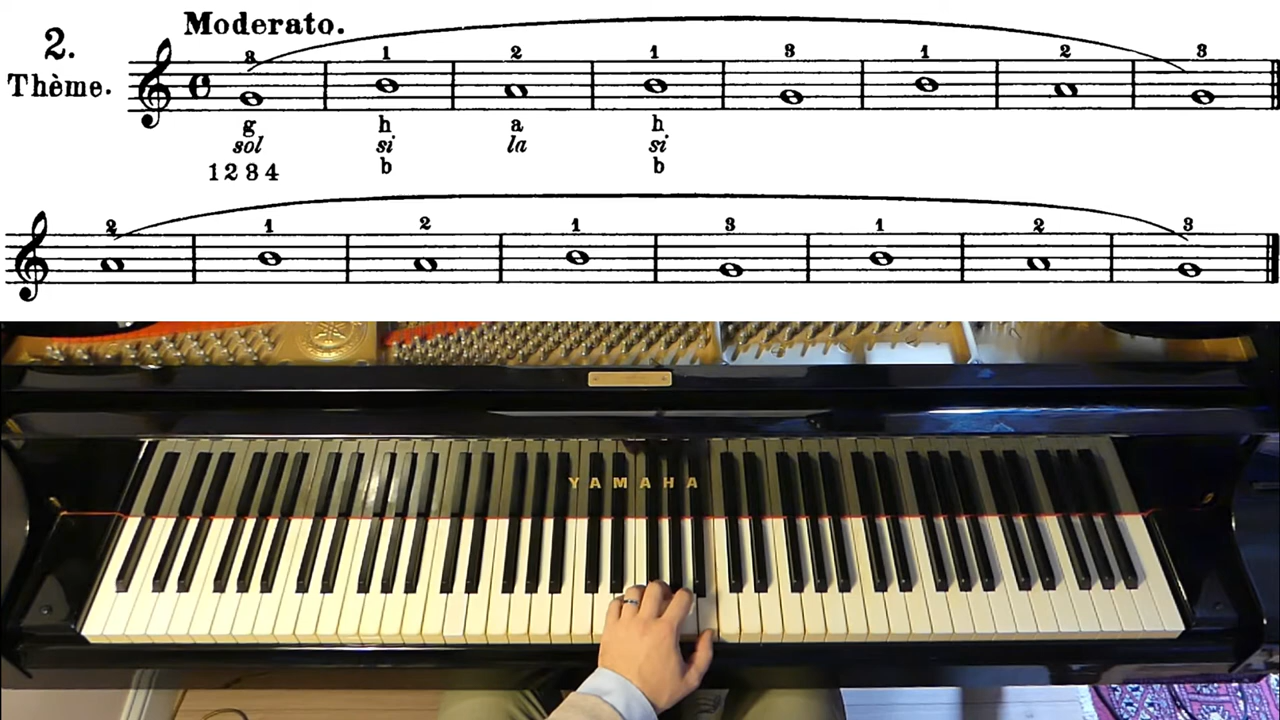 Moderato.
2.
Thème.
3 1 2 1 3 1 2 3
g h a h
sol si la si
1 2 3 4 b b
2 1 2 1 3 1 2 3
YAMAHA